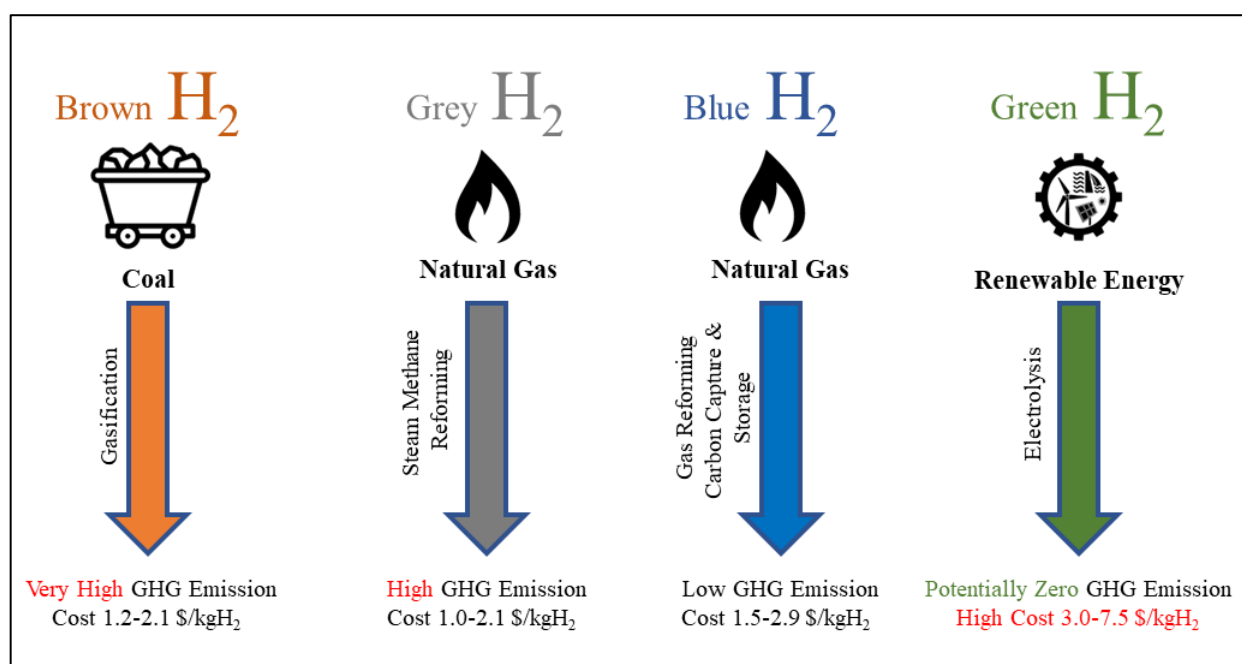 Brown H₂
Coal
Gasification
Very High GHG Emission
Cost 1.2-2.1 $/kgH₂
Grey H₂
Natural Gas
Steam Methane
Reforming
High GHG Emission
Cost 1.0-2.1 $/kgH₂
Blue H₂
Natural Gas
Gas Reforming
Carbon Capture &
Storage
Low GHG Emission
Cost 1.5-2.9 $/kgH₂
Green H₂
Renewable Energy
Electrolysis
Potentially Zero GHG Emission
High Cost 3.0-7.5 $/kgH₂